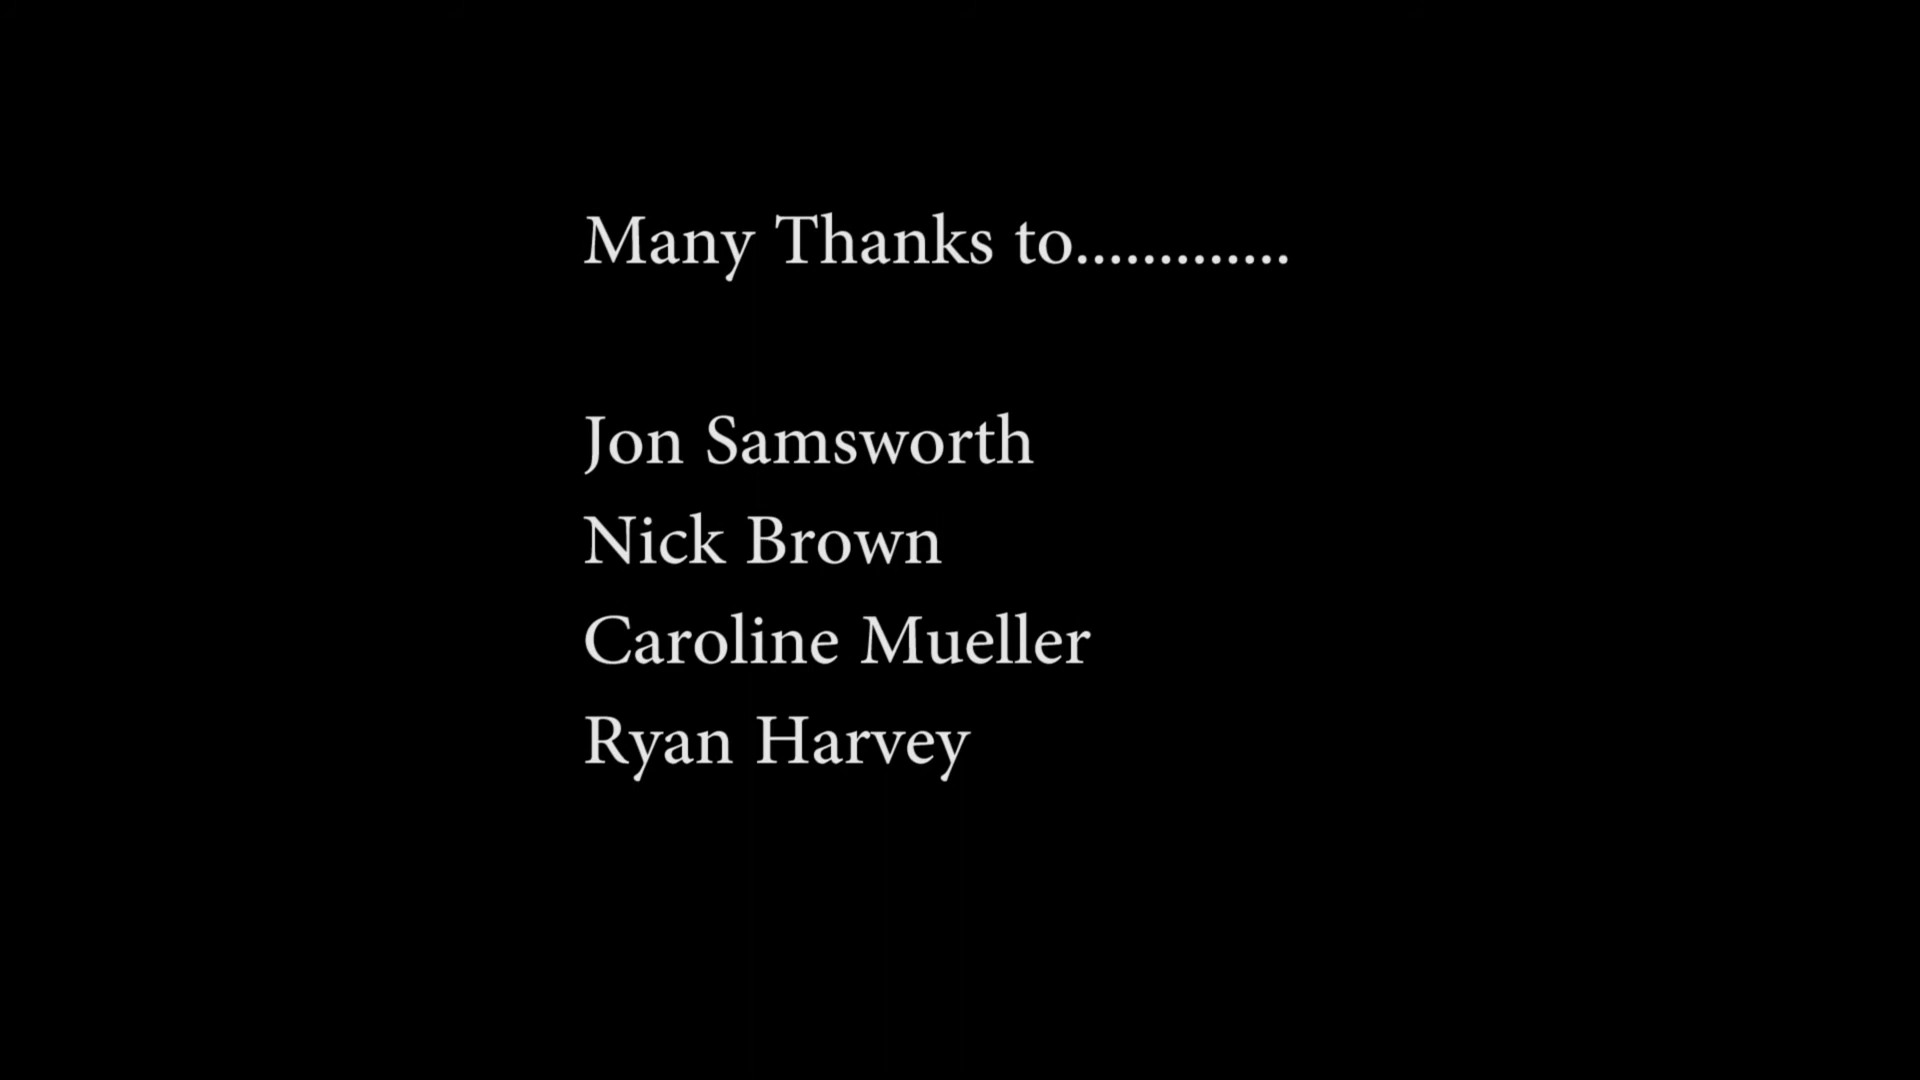 Many Thanks to.............
Jon Samsworth
Nick Brown
Caroline Mueller
Ryan Harvey